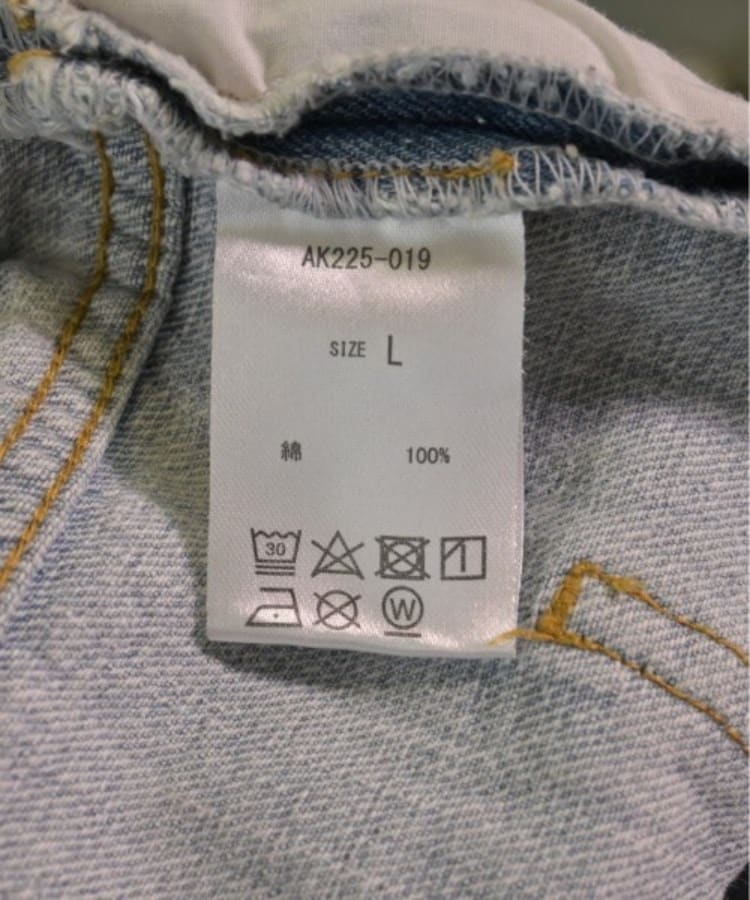 AK225-019
SIZE L
綿 100%
30
W